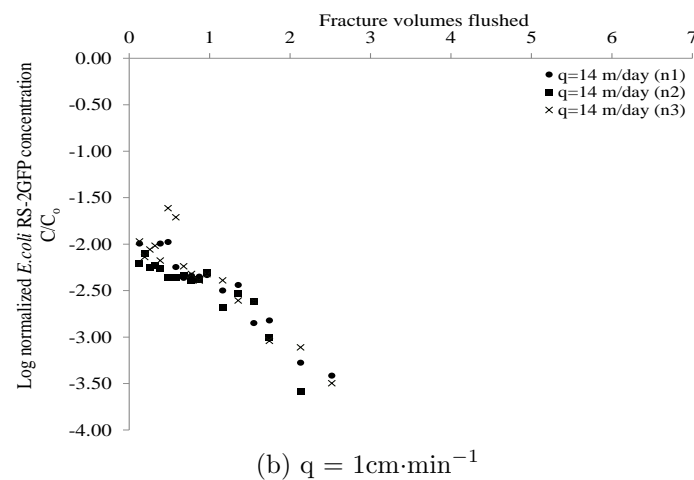 Fracture volumes flushed
0 1 2 3 4 5 6 7
0.00
-0.50
-1.00
-1.50
-2.00
-2.50
-3.00
-3.50
-4.00
Log normalized E.coli RS-2GFP concentration
C/Co
q=14 m/day (n1)
q=14 m/day (n2)
q=14 m/day (n3)
(b) q = 1cm·min⁻¹